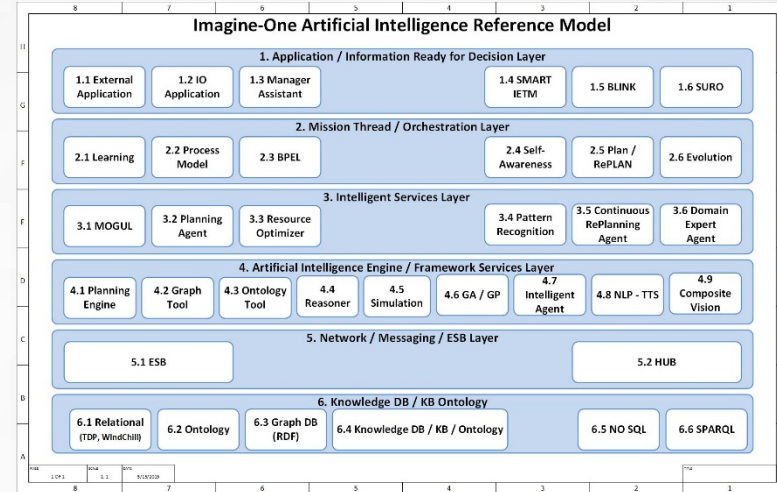 8 7 6 5 4 3 2 1
Imagine-One Artificial Intelligence Reference Model
H
1. Application / Information Ready for Decision Layer
1.1 External
Application
1.2 IO
Application
1.3 Manager
Assistant
1.4 SMART
IETM
1.5 BLINK
1.6 SURO
G
2. Mission Thread / Orchestration Layer
2.1 Learning
2.2 Process
Model
2.3 BPEL
2.4 Self-
Awareness
2.5 Plan /
RePLAN
2.6 Evolution
F
3. Intelligent Services Layer
3.1 MOGUL
3.2 Planning
Agent
3.3 Resource
Optimizer
3.4 Pattern
Recognition
3.5 Continuous
RePlanning
Agent
3.6 Domain
Expert
Agent
F
4. Artificial Intelligence Engine / Framework Services Layer
4.1 Planning
Engine
4.2 Graph
Tool
4.3 Ontology
Tool
4.4
Reasoner
4.5
Simulation
4.6 GA / GP
4.7
Intelligent
Agent
4.8 NLP - TTS
4.9
Composite
Vision
D
5. Network / Messaging / ESB Layer
5.1 ESB
5.2 HUB
C
6. Knowledge DB / KB Ontology
B
6.1 Relational
(TDP, WIndChill)
6.2 Ontology
6.3 Graph DB
(RDF)
6.4 Knowledge DB / KB / Ontology
6.5 NO SQL
6.6 SPARQL
A
1 OF 1
1:1
8 7 6 5 4 3 2 1